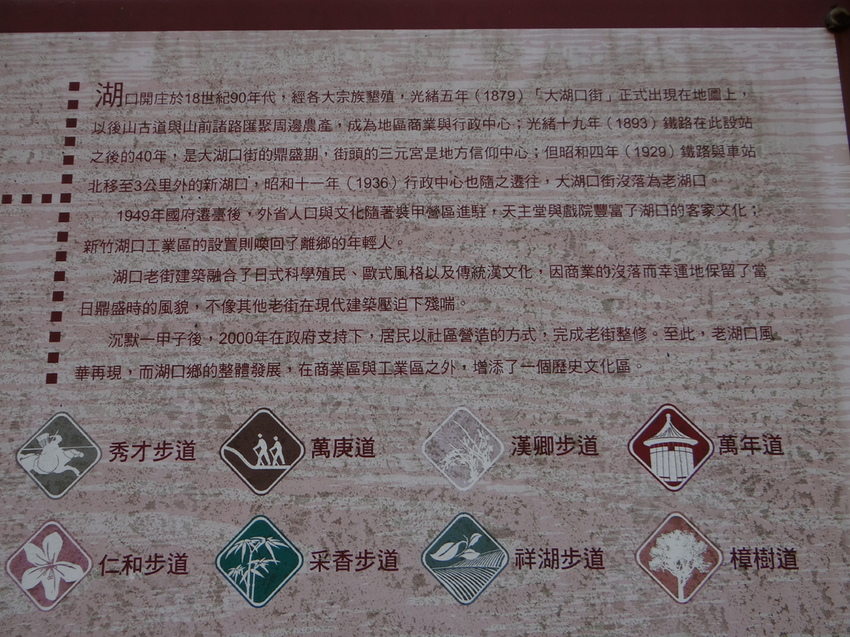 湖口開庄於18世紀90年代，經各大宗族墾殖，光緒五年（1879）「大湖口街」正式出現在地圖上，
以後山古道與山前諸路匯聚周邊農產，成為地區商業與行政中心；光緒十九年（1893）鐵路在此設站
之後的40年，是大湖口街的鼎盛期，街頭的三元宮是地方信仰中心；但昭和四年（1929）鐵路與車站
北移至3公里外的新湖口，昭和十一年（1936）行政中心也隨之遷往，大湖口街沒落為老湖口。
1949年國府遷臺後，外省人口與文化隨著裝甲營區進駐，天主堂與戲院豐富了湖口的客家文化；
新竹湖口工業區的設置則喚回了離鄉的年輕人。
湖口老街建築融合了日式科學殖民、歐式風格以及傳統漢文化，因商業的沒落而幸運地保留了當
日鼎盛時的風貌，不像其他老街在現代建築壓迫下殘喘。
沉默一甲子後，2000年在政府支持下，居民以社區營造的方式，完成老街整修。至此，老湖口風
華再現，而湖口鄉的整體發展，在商業區與工業區之外，增添了一個歷史文化區。
秀才步道 萬庚道 漢卿步道 萬年道
仁和步道 采香步道 祥湖步道 樟樹道